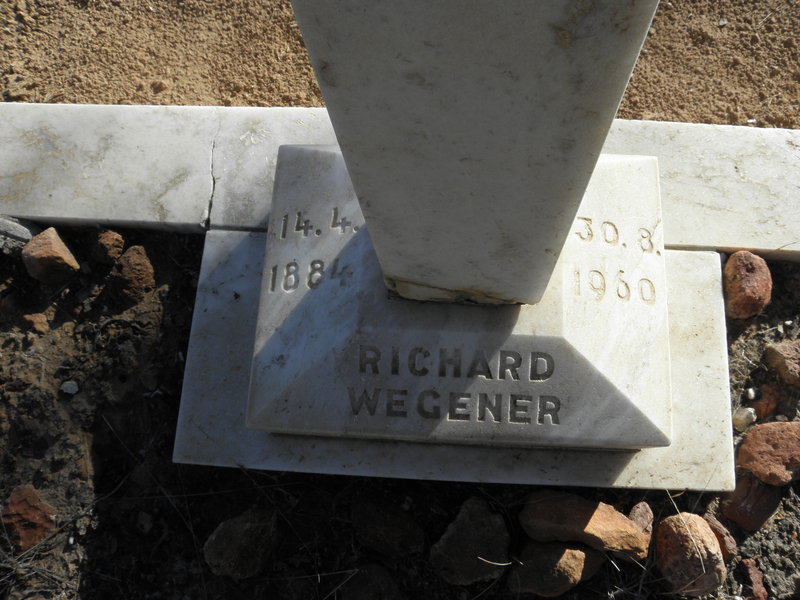 14.4.
1884
30.8.
1960
RICHARD
WEGENER